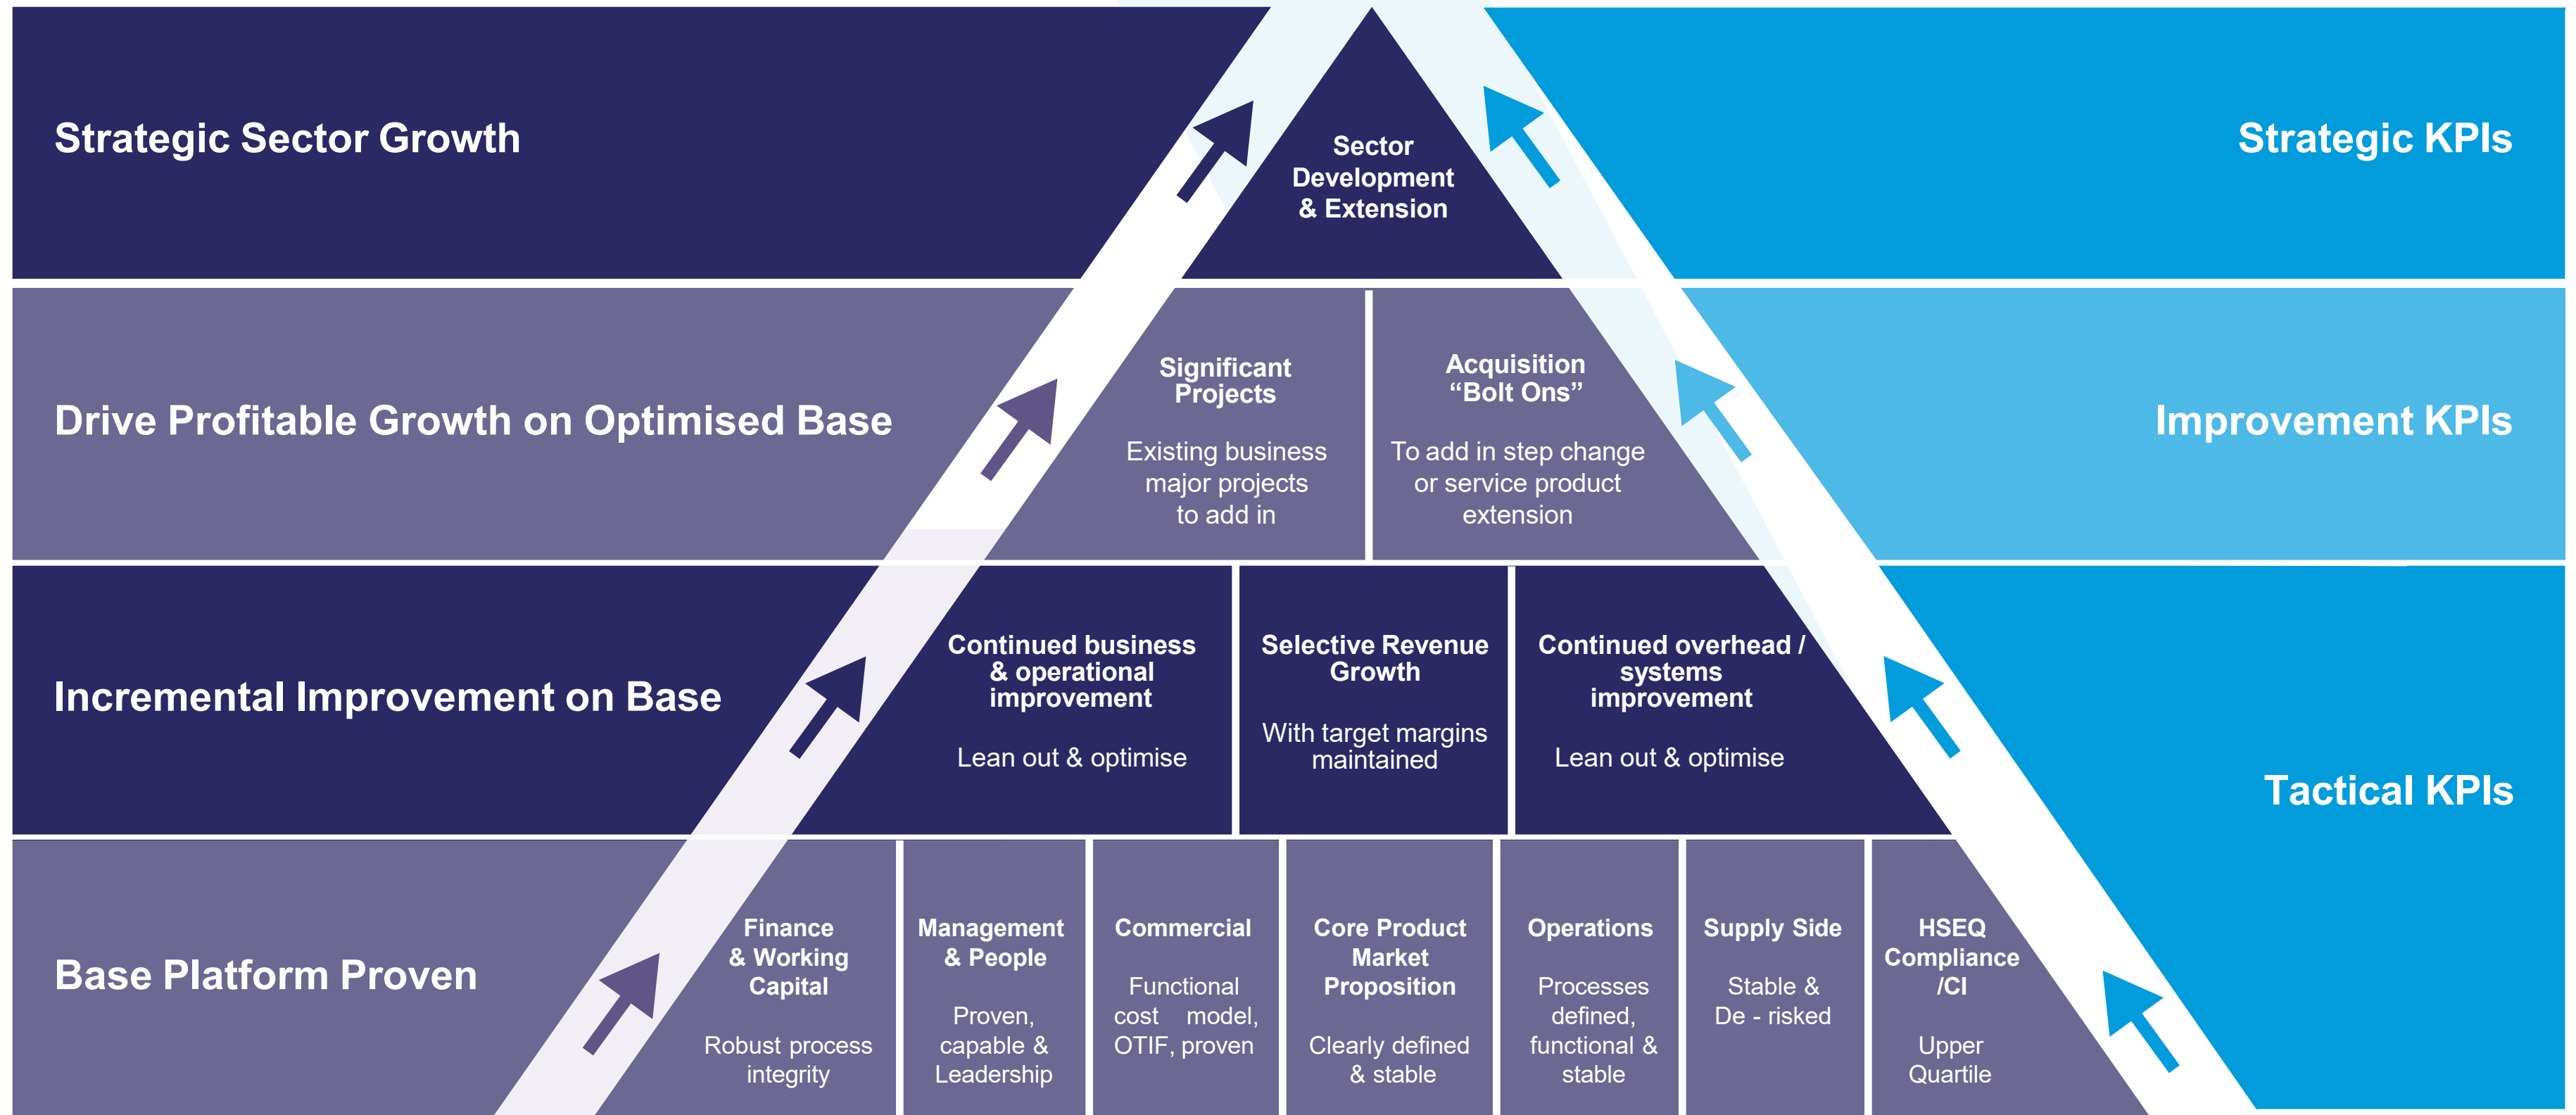 Strategic Sector Growth
Sector
Development
& Extension
Strategic KPIs
Drive Profitable Growth on Optimised Base
Significant
Projects
Existing business
major projects
to add in
Acquisition
“Bolt Ons”
To add in step change
or service product
extension
Improvement KPIs
Incremental Improvement on Base
Continued business
& operational
improvement
Lean out & optimise
Selective Revenue
Growth
With target margins
maintained
Continued overhead /
systems
improvement
Lean out & optimise
Tactical KPIs
Base Platform Proven
Finance
& Working
Capital
Robust process
integrity
Management
& People
Proven,
capable &
Leadership
Commercial
Functional
cost model,
OTIF, proven
Core Product
Market
Proposition
Clearly defined
& stable
Operations
Processes
defined,
functional &
stable
Supply Side
Stable &
De - risked
HSEQ
Compliance
/CI
Upper
Quartile